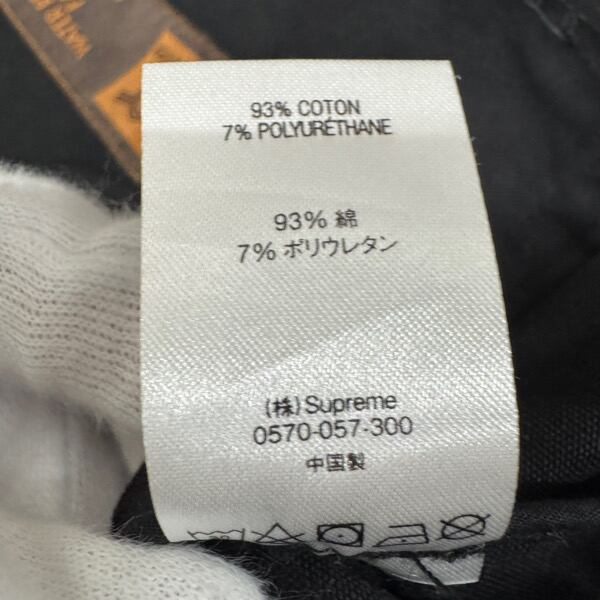 WATER
93% COTON
7% POLYURÉTHANE
93% 綿
7% ポリウレタン
(株)Supreme
0570-057-300
中国製